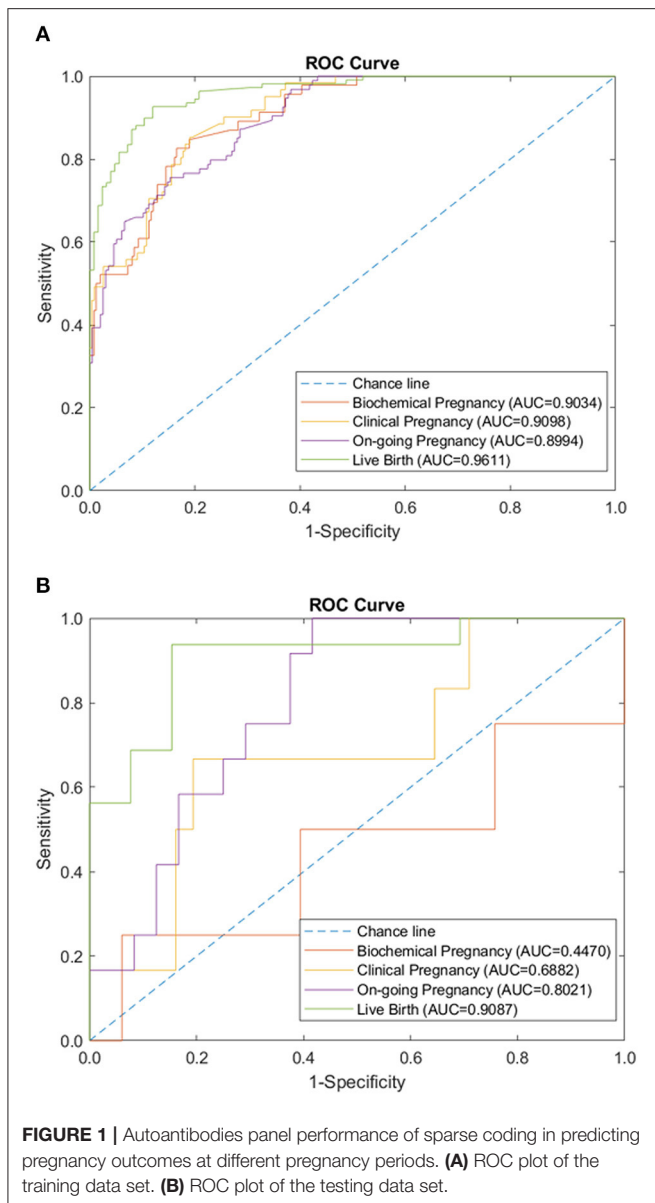 A
ROC Curve
1.0
0.8
0.6
0.4
0.2
0.0
Sensitivity
Chance line
Biochemical Pregnancy (AUC=0.9034)
Clinical Pregnancy (AUC=0.9098)
On-going Pregnancy (AUC=0.8994)
Live Birth (AUC=0.9611)
0.0 0.2 0.4 0.6 0.8 1.0
1-Specificity
B
ROC Curve
1.0
0.8
0.6
0.4
0.2
0.0
Sensitivity
Chance line
Biochemical Pregnancy (AUC=0.4470)
Clinical Pregnancy (AUC=0.6882)
On-going Pregnancy (AUC=0.8021)
Live Birth (AUC=0.9087)
0.0 0.2 0.4 0.6 0.8 1.0
1-Specificity
FIGURE 1 | Autoantibodies panel performance of sparse coding in predicting
pregnancy outcomes at different pregnancy periods. (A) ROC plot of the
training data set. (B) ROC plot of the testing data set.